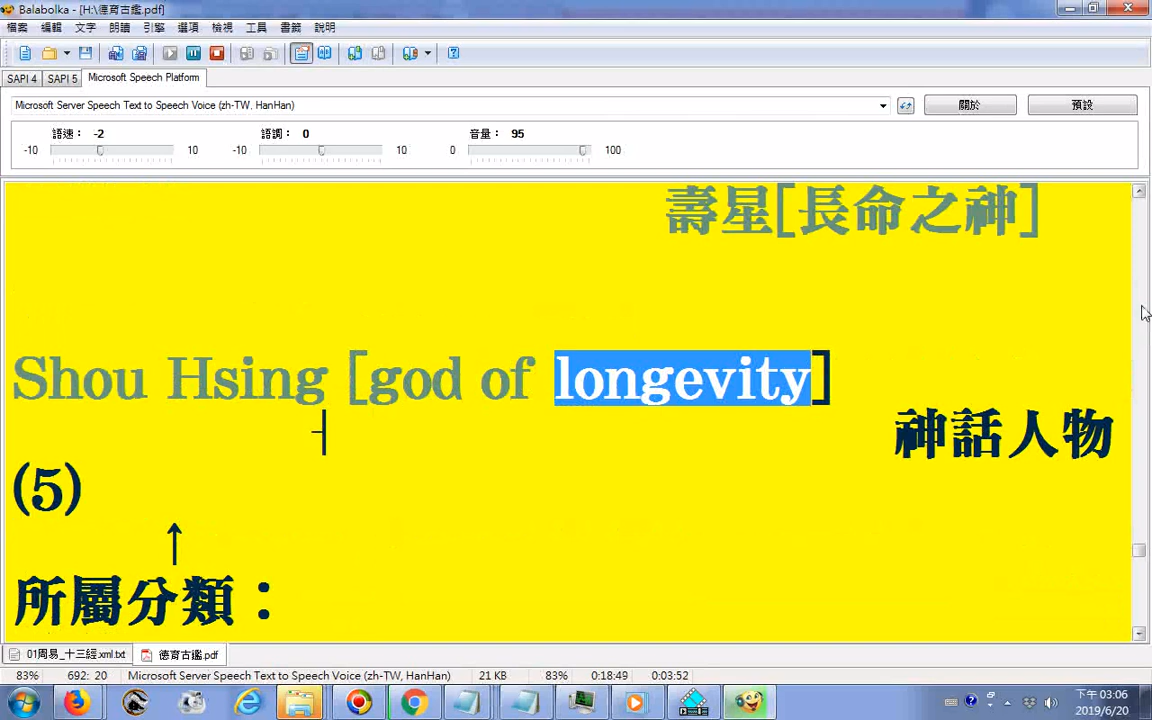 Balabolka - [H:\德育古鑑.pdf]
檔案 編輯 文字 朗讀 引擎 選項 檢視 工具 書籤 說明
SAPI 4 SAPI 5 Microsoft Speech Platform
Microsoft Server Speech Text to Speech Voice (zh-TW, HanHan) 關於 預設
語速： -2 語調： 0 音量： 95
-10 10 -10 10 0 100
壽星[長命之神]
Shou Hsing [god of longevity]
神話人物
(5)
↑
所屬分類：
01周易_十三經.xml.txt 德育古鑑.pdf
83% 692: 20 Microsoft Server Speech Text to Speech Voice (zh-TW, HanHan) 21 KB 83% 0:18:49 0:03:52
下午 03:06
2019/6/20